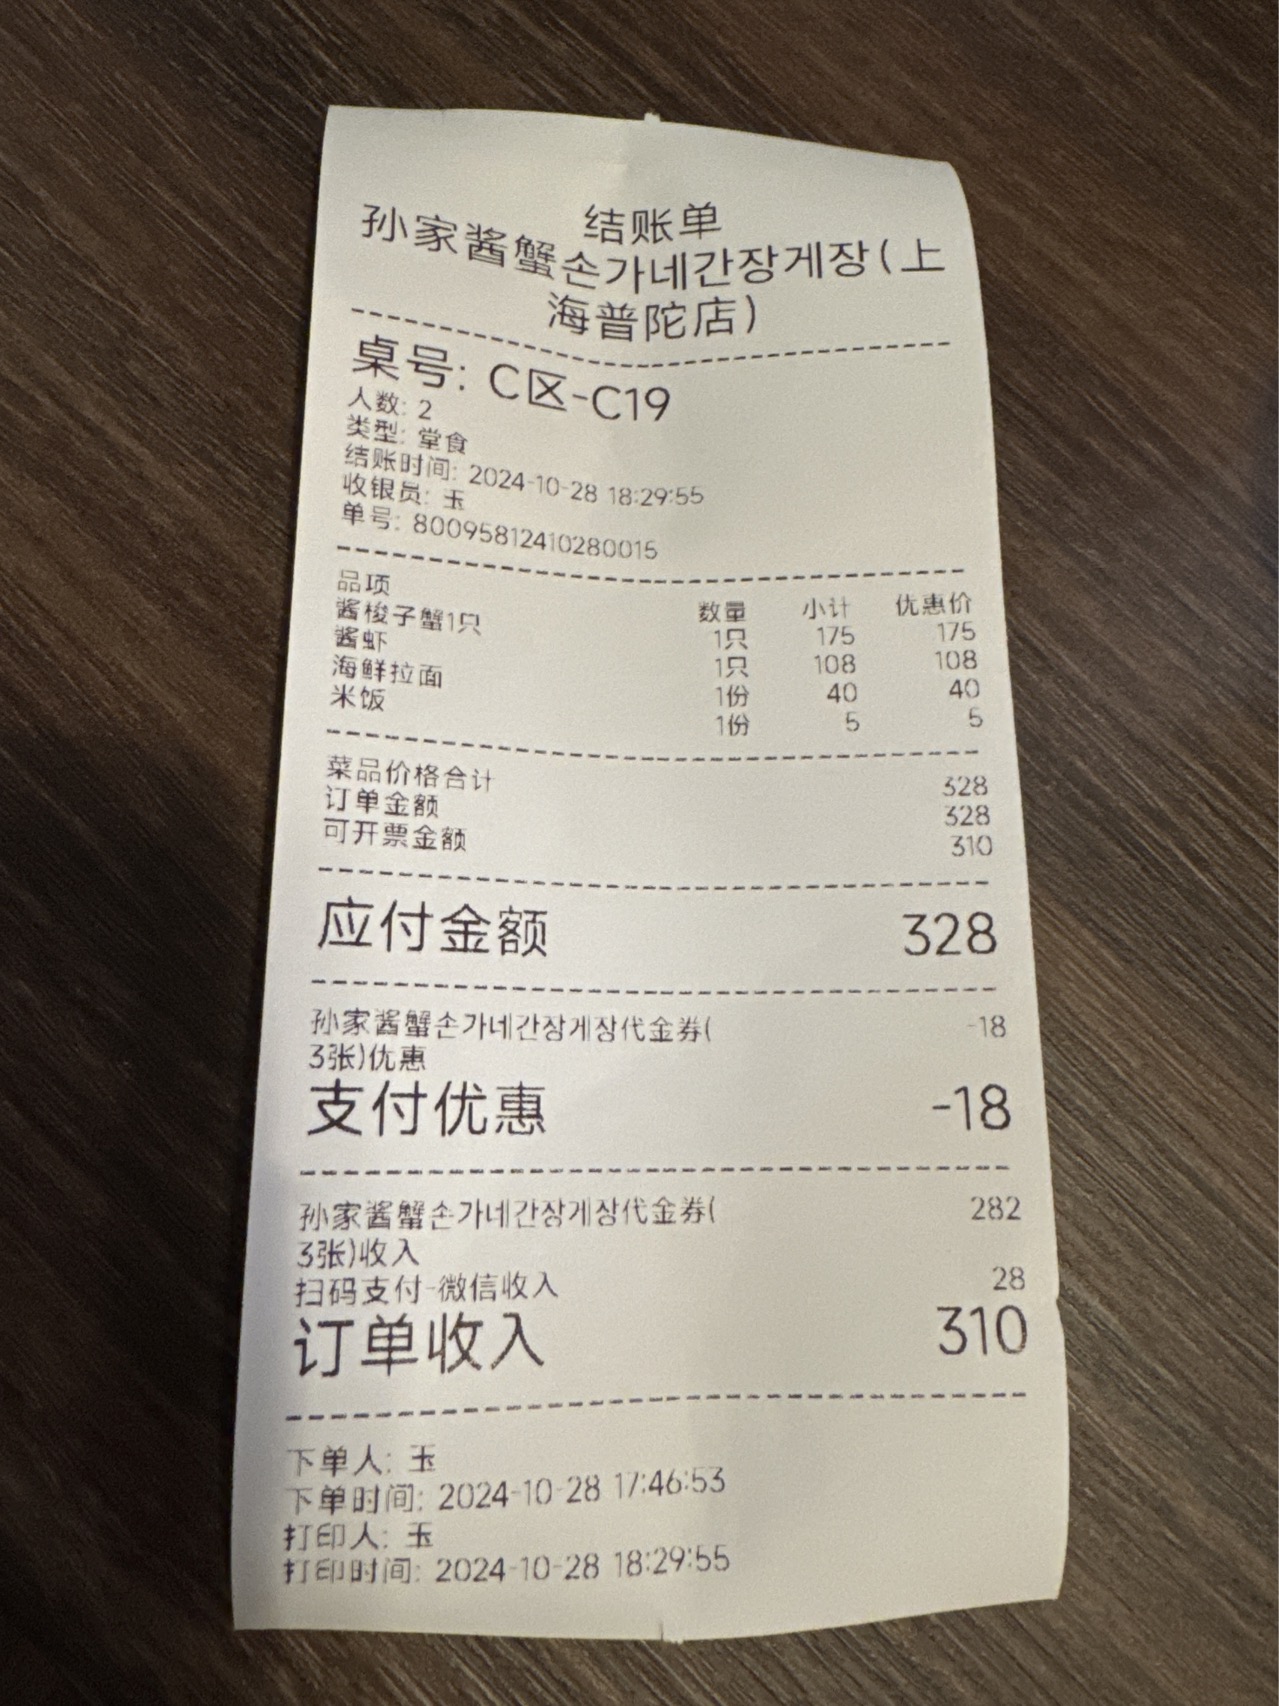 结账单
孙家酱蟹손가네간장게장(上
海普陀店)
桌号: C区-C19
人数: 2
类型: 堂食
结账时间: 2024-10-28 18:29:55
收银员: 玉
单号: 80095812410280015
品项 数量 小计 优惠价
酱梭子蟹1只 1只 175 175
酱虾 1只 108 108
海鲜拉面 1份 40 40
米饭 1份 5 5
菜品价格合计 328
订单金额 328
可开票金额 310
应付金额 328
孙家酱蟹손가네간장게장代金券( -18
3张)优惠
支付优惠 -18
孙家酱蟹손가네간장게장代金券( 282
3张)收入
扫码支付-微信收入 28
订单收入 310
下单人: 玉
下单时间: 2024-10-28 17:46:53
打印人: 玉
打印时间: 2024-10-28 18:29:55